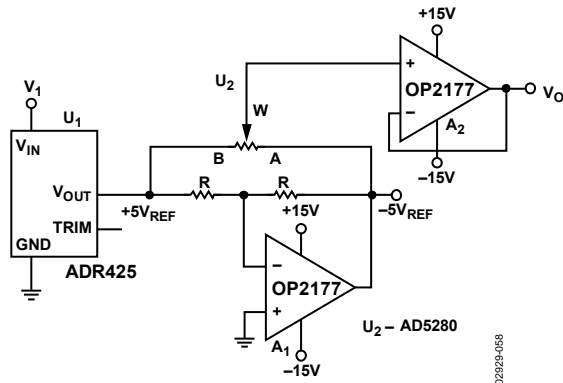 +15V
V1
U1
U2
+
OP2177
VO
W
–
A2
VIN
B
A
–15V
VOUT
R
R
+5VREF
–5VREF
TRIM
+15V
GND
–
OP2177
ADR425
+
U2 – AD5280
A1
–15V
02929-058